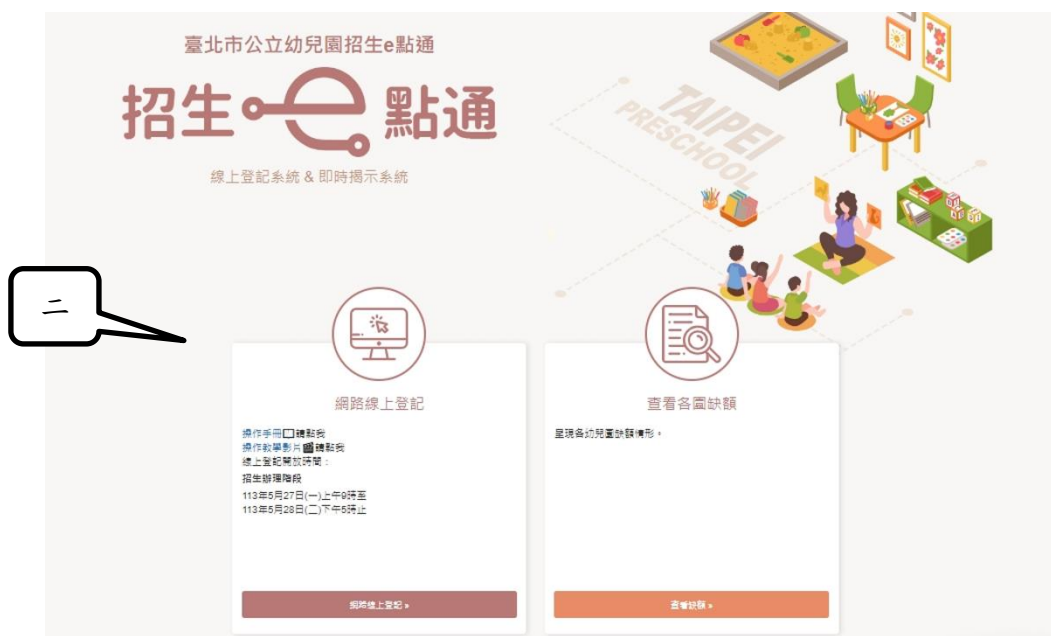 臺北市公立幼兒園招生e點通
招生e點通
線上登記系統 & 即時揭示系統
TAIPEI
PRESCHOOL
二
網路線上登記
操作手冊請點我
操作教學影片請點我
線上登記開放時間：
招生辦理階段
113年5月27日(一)上午9時至
113年5月28日(二)下午5時止
網路線上登記 »
查看各園缺額
呈現各幼兒園缺額情形。
查看缺額 »